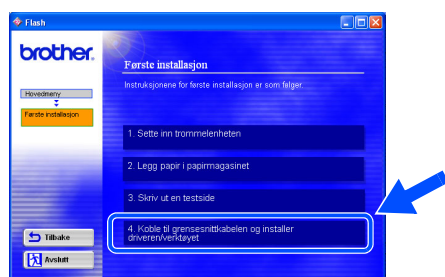 Flash
brother.
Første installasjon
Instruksjonene for første installasjon er som følger.
Hovedmeny
Første installasjon
1. Sette inn trommelenheten
2. Legg papir i papirmagasinet
3. Skriv ut en testside
4. Koble til grensesnittkabelen og installer
driveren/verktøyet
Tilbake
Avslutt